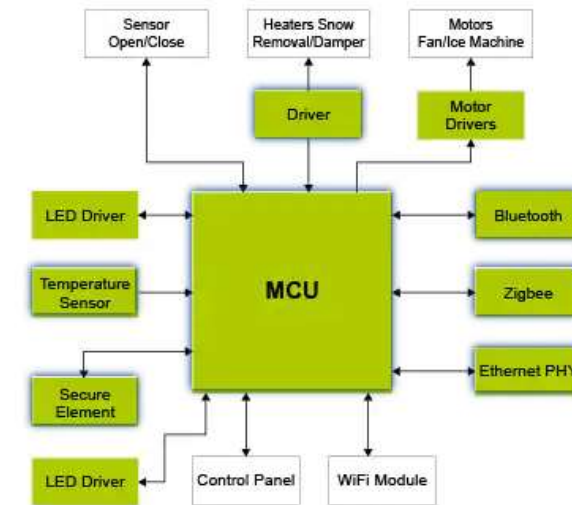 Sensor
Open/Close
Heaters Snow
Removal/Damper
Motors
Fan/Ice Machine
Driver
Motor
Drivers
LED Driver
Bluetooth
Temperature
Sensor
MCU
Zigbee
Secure
Element
Ethernet PHY
LED Driver
Control Panel
WiFi Module